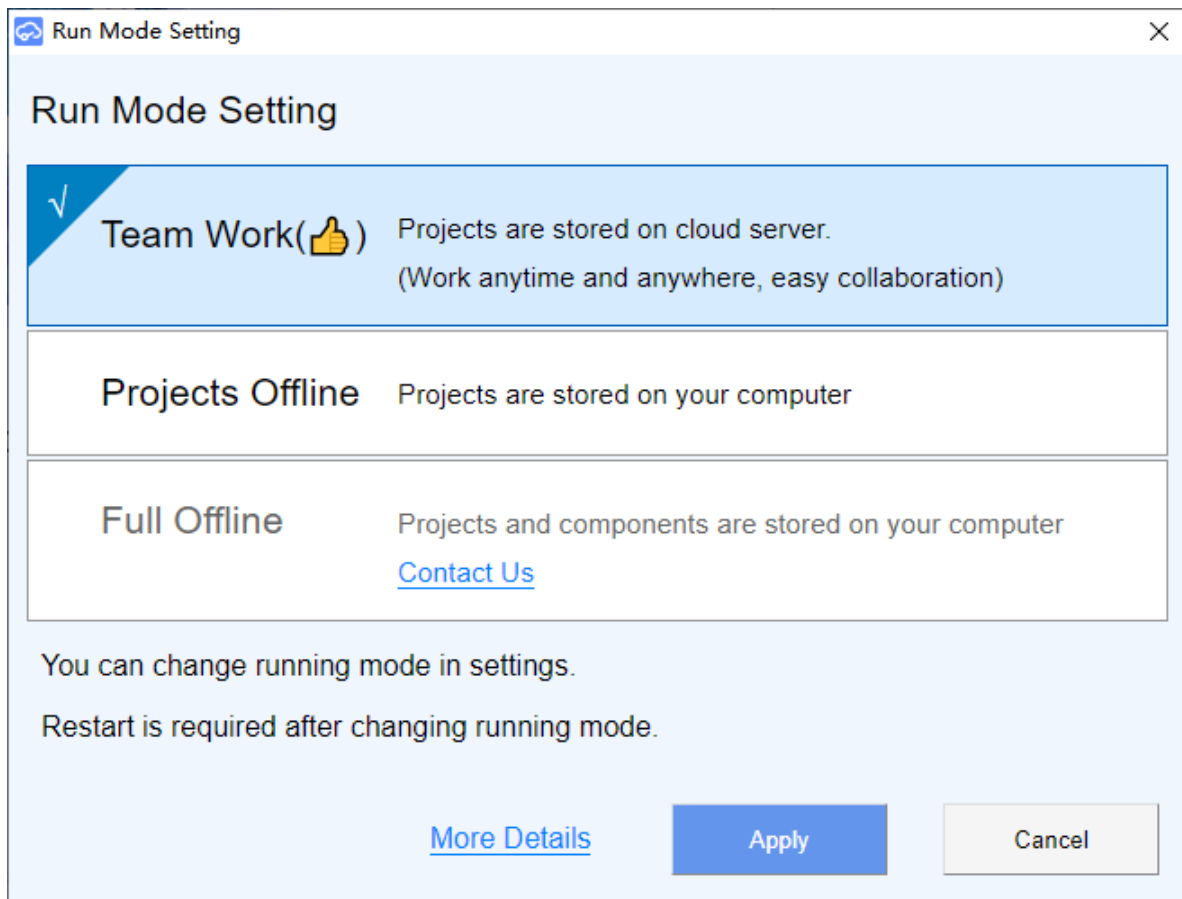 Run Mode Setting
Run Mode Setting
√
Team Work(👍)
Projects are stored on cloud server.
(Work anytime and anywhere, easy collaboration)
Projects Offline
Projects are stored on your computer
Full Offline
Projects and components are stored on your computer
Contact Us
You can change running mode in settings.
Restart is required after changing running mode.
More Details
Apply
Cancel